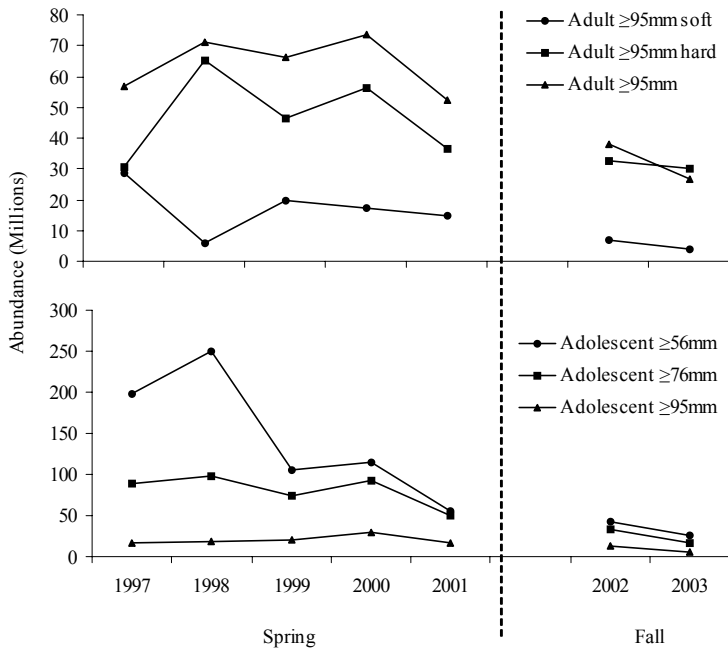 80
70
60
50
40
30
20
10
0
Adult ≥95mm soft
Adult ≥95mm hard
Adult ≥95mm
Abundance (Millions)
300
250
200
150
100
50
0
Adolescent ≥56mm
Adolescent ≥76mm
Adolescent ≥95mm
1997 1998 1999 2000 2001 2002 2003
Spring Fall